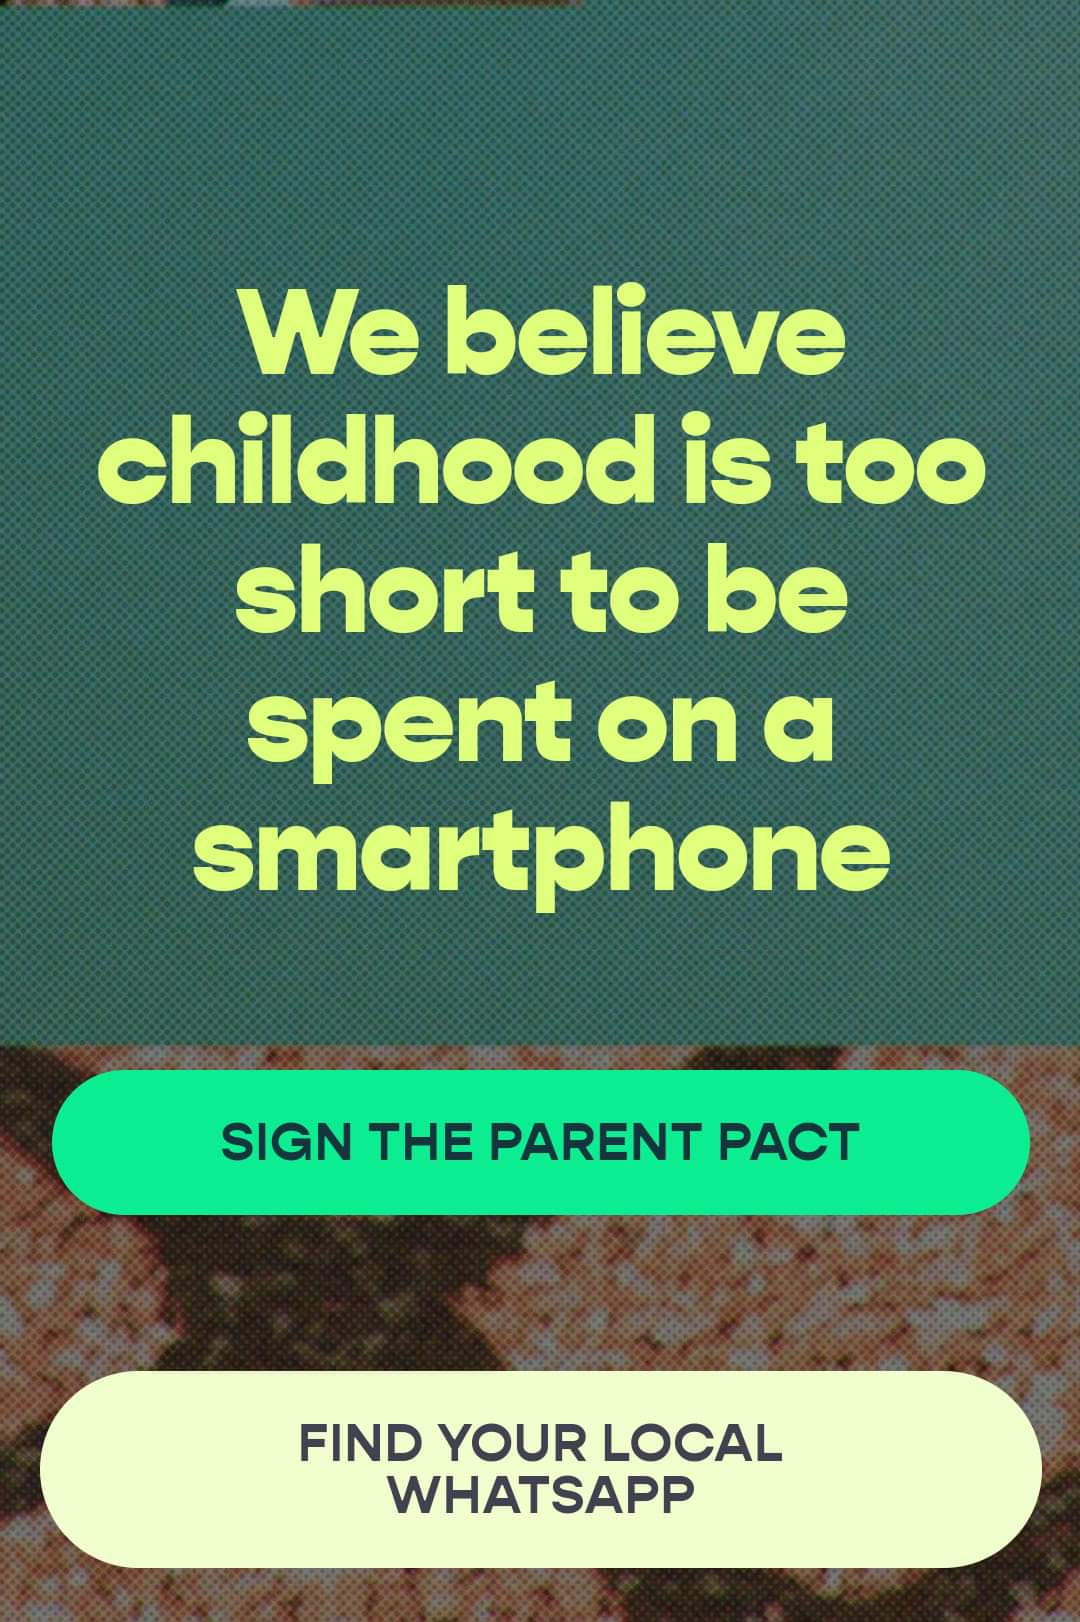 We believe
childhood is too
short to be
spent on a
smartphone
SIGN THE PARENT PACT
FIND YOUR LOCAL
WHATSAPP